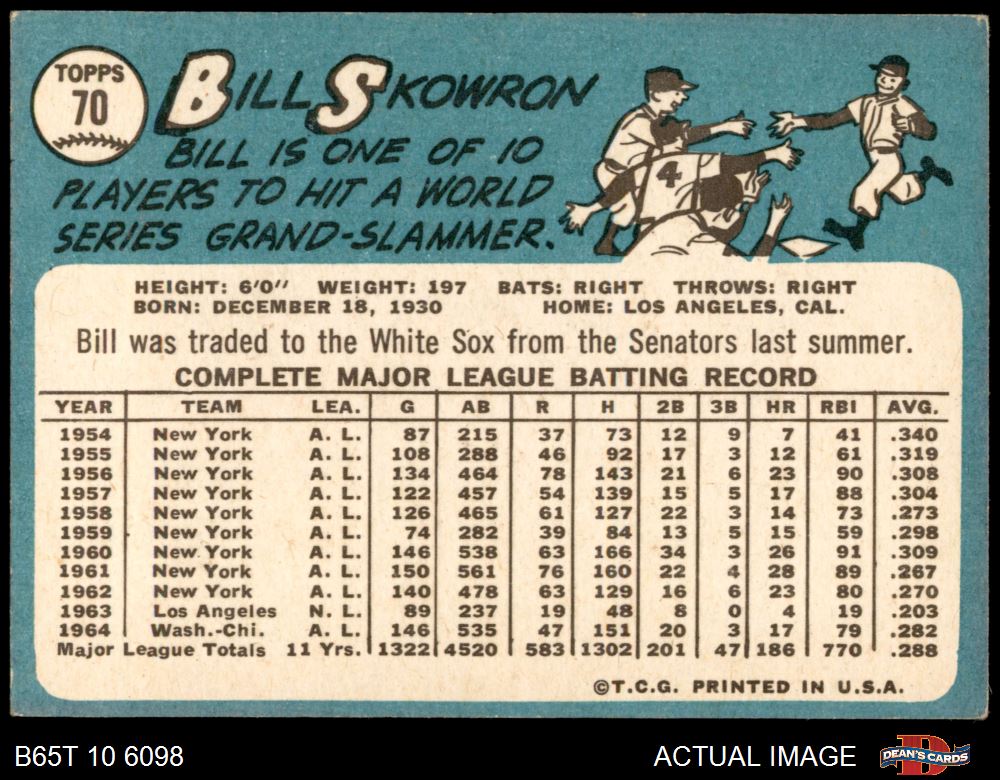 TOPPS
70
BILL SKOWRON
BILL IS ONE OF 10
PLAYERS TO HIT A WORLD
SERIES GRAND-SLAMMER.
4
HEIGHT: 6'0" WEIGHT: 197 BATS: RIGHT THROWS: RIGHT
BORN: DECEMBER 18, 1930 HOME: LOS ANGELES, CAL.
Bill was traded to the White Sox from the Senators last summer.
COMPLETE MAJOR LEAGUE BATTING RECORD
YEAR TEAM LEA. G AB R H 2B 3B HR RBI AVG.
1954 New York A. L. 87 215 37 73 12 9 7 41 .340
1955 New York A. L. 108 288 46 92 17 3 12 61 .319
1956 New York A. L. 134 464 78 143 21 6 23 90 .308
1957 New York A. L. 122 457 54 139 15 5 17 88 .304
1958 New York A. L. 126 465 61 127 22 3 14 73 .273
1959 New York A. L. 74 282 39 84 13 5 15 59 .298
1960 New York A. L. 146 538 63 166 34 3 26 91 .309
1961 New York A. L. 150 561 76 160 22 4 28 89 .267
1962 New York A. L. 140 478 63 129 16 6 23 80 .270
1963 Los Angeles N. L. 89 237 19 48 8 0 4 19 .203
1964 Wash.-Chi. A. L. 146 535 47 151 20 3 17 79 .282
Major League Totals 11 Yrs. 1322 4520 583 1302 201 47 186 770 .288
©T.C.G. PRINTED IN U.S.A.
B65T 10 6098 ACTUAL IMAGE DEAN'S CARDS